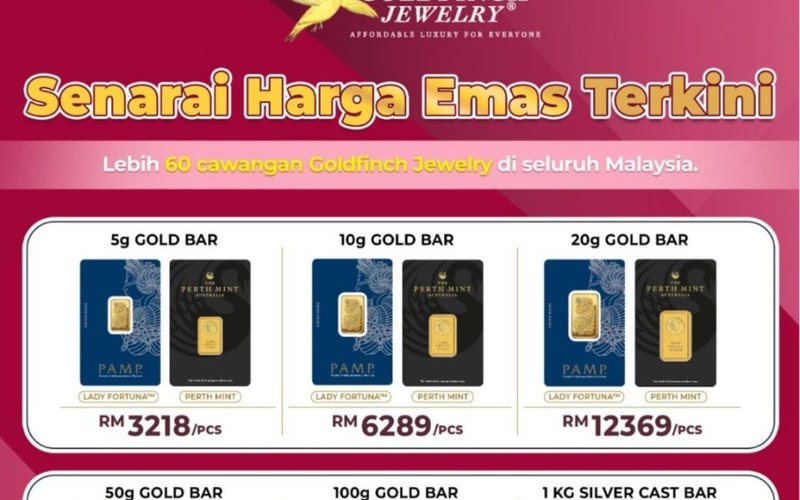 JEWELRY®
AFFORDABLE LUXURY FOR EVERYONE
Senarai Harga Emas Terkini
Lebih 60 cawangan Goldfinch Jewelry di seluruh Malaysia.
5g GOLD BAR
10g GOLD BAR
20g GOLD BAR
THE
PERTH MINT
AUSTRALIA
THE
PERTH MINT
AUSTRALIA
THE
PERTH MINT
AUSTRALIA
PAMP
PAMP
PAMP
LADY FORTUNA™
PERTH MINT
LADY FORTUNA™
PERTH MINT
LADY FORTUNA™
PERTH MINT
RM 3218/PCS
RM 6289/PCS
RM 12369/PCS
50g GOLD BAR
100g GOLD BAR
1 KG SILVER CAST BAR